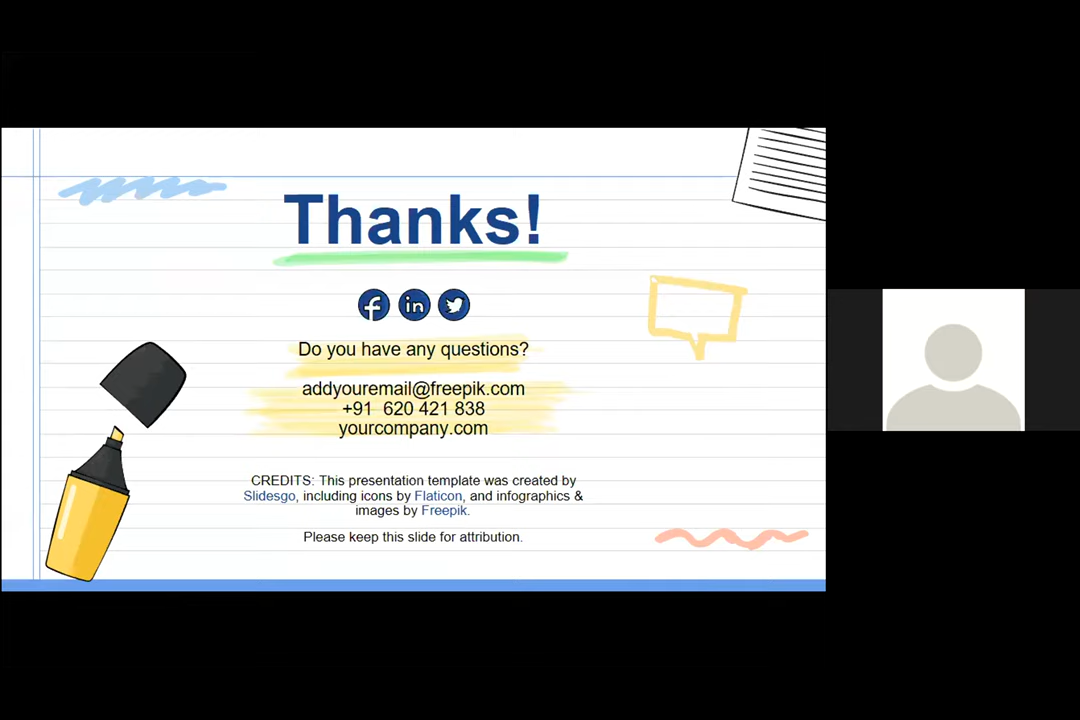 Thanks!
Do you have any questions?
addyouremail@freepik.com
+91 620 421 838
yourcompany.com
CREDITS: This presentation template was created by
Slidesgo, including icons by Flaticon, and infographics &
images by Freepik.
Please keep this slide for attribution.